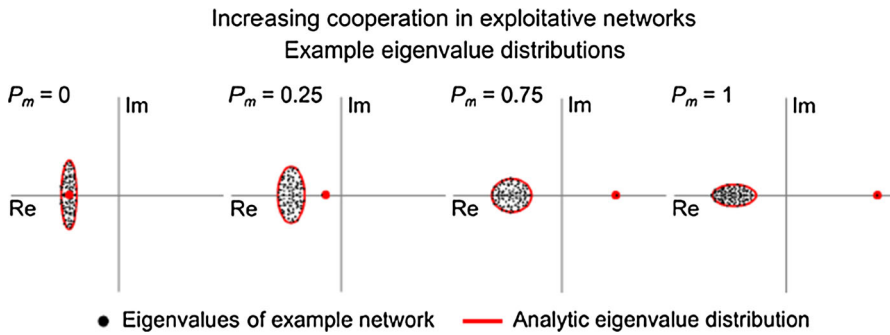 Increasing cooperation in exploitative networks
Example eigenvalue distributions
Pm = 0
Im
Re
Pm = 0.25
Im
Re
Pm = 0.75
Im
Re
Pm = 1
Im
Re
Eigenvalues of example network
Analytic eigenvalue distribution